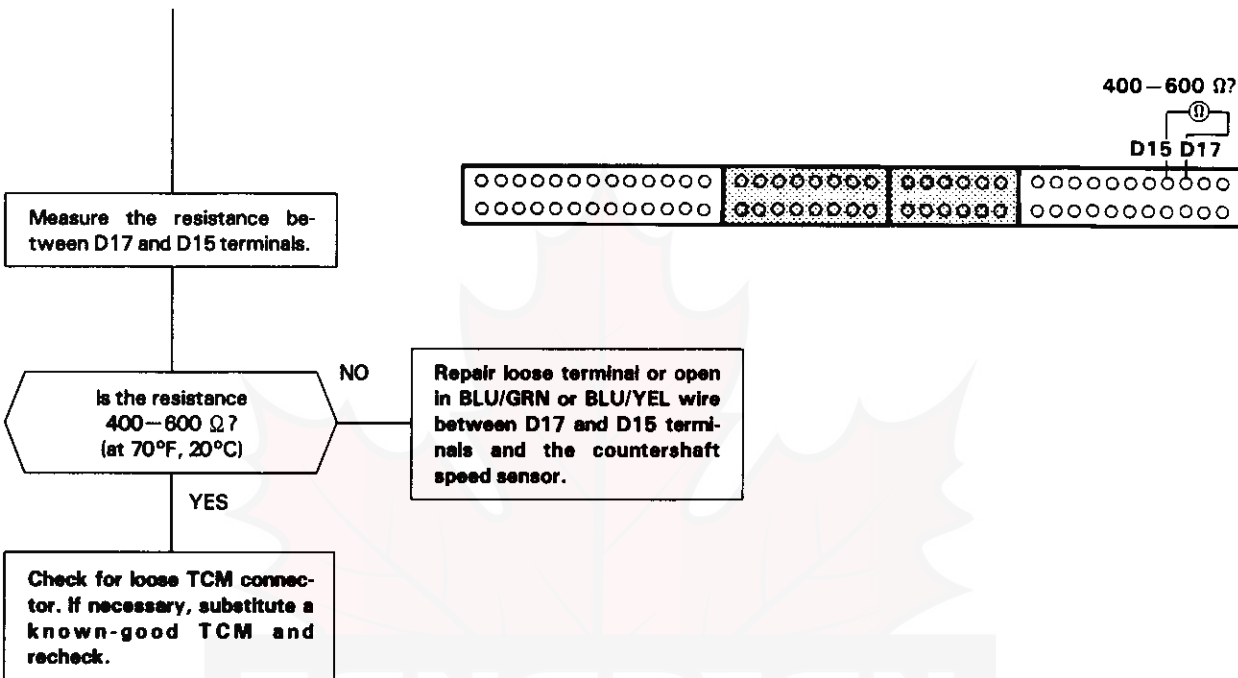 400–600 Ω?
Ω
D15 D17
Measure the resistance be-
tween D17 and D15 terminals.
Is the resistance
400–600 Ω?
(at 70°F, 20°C)
NO
Repair loose terminal or open
in BLU/GRN or BLU/YEL wire
between D17 and D15 termi-
nals and the countershaft
speed sensor.
YES
Check for loose TCM connec-
tor. If necessary, substitute a
known-good TCM and
recheck.